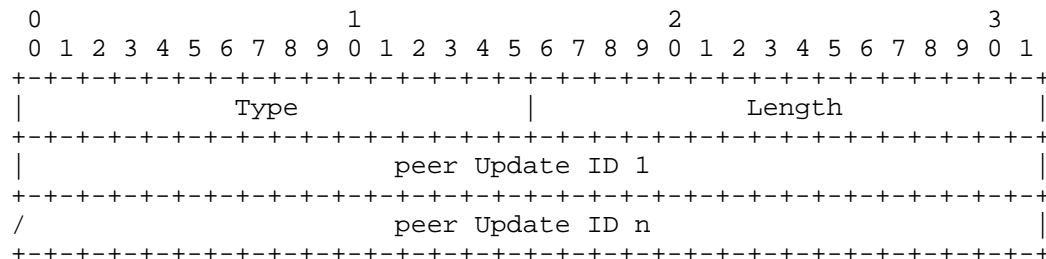 0                   1                   2                   3
 0 1 2 3 4 5 6 7 8 9 0 1 2 3 4 5 6 7 8 9 0 1 2 3 4 5 6 7 8 9 0 1
+-+-+-+-+-+-+-+-+-+-+-+-+-+-+-+-+-+-+-+-+-+-+-+-+-+-+-+-+-+-+-+-+
|             Type              |             Length            |
+-+-+-+-+-+-+-+-+-+-+-+-+-+-+-+-+-+-+-+-+-+-+-+-+-+-+-+-+-+-+-+-+
|                       peer Update ID 1                        |
+-+-+-+-+-+-+-+-+-+-+-+-+-+-+-+-+-+-+-+-+-+-+-+-+-+-+-+-+-+-+-+-+
/                       peer Update ID n                        |
+-+-+-+-+-+-+-+-+-+-+-+-+-+-+-+-+-+-+-+-+-+-+-+-+-+-+-+-+-+-+-+-+